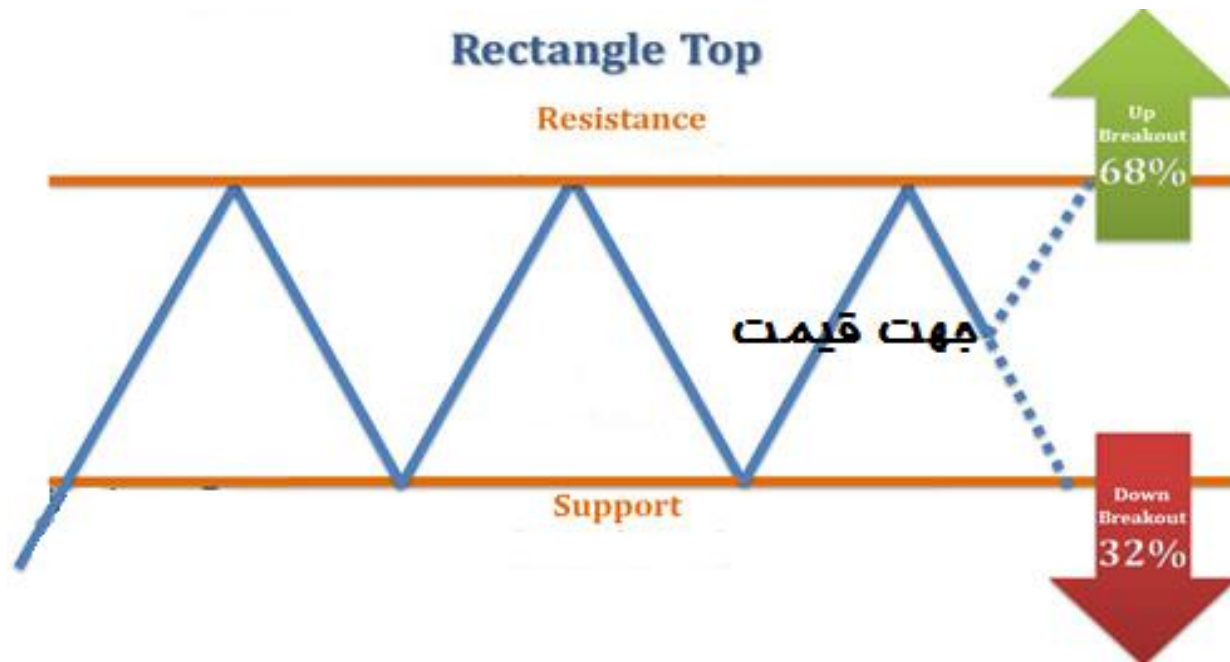 Rectangle Top
Resistance
Up
Breakout
68%
جهت قیمت
Support
Down
Breakout
32%